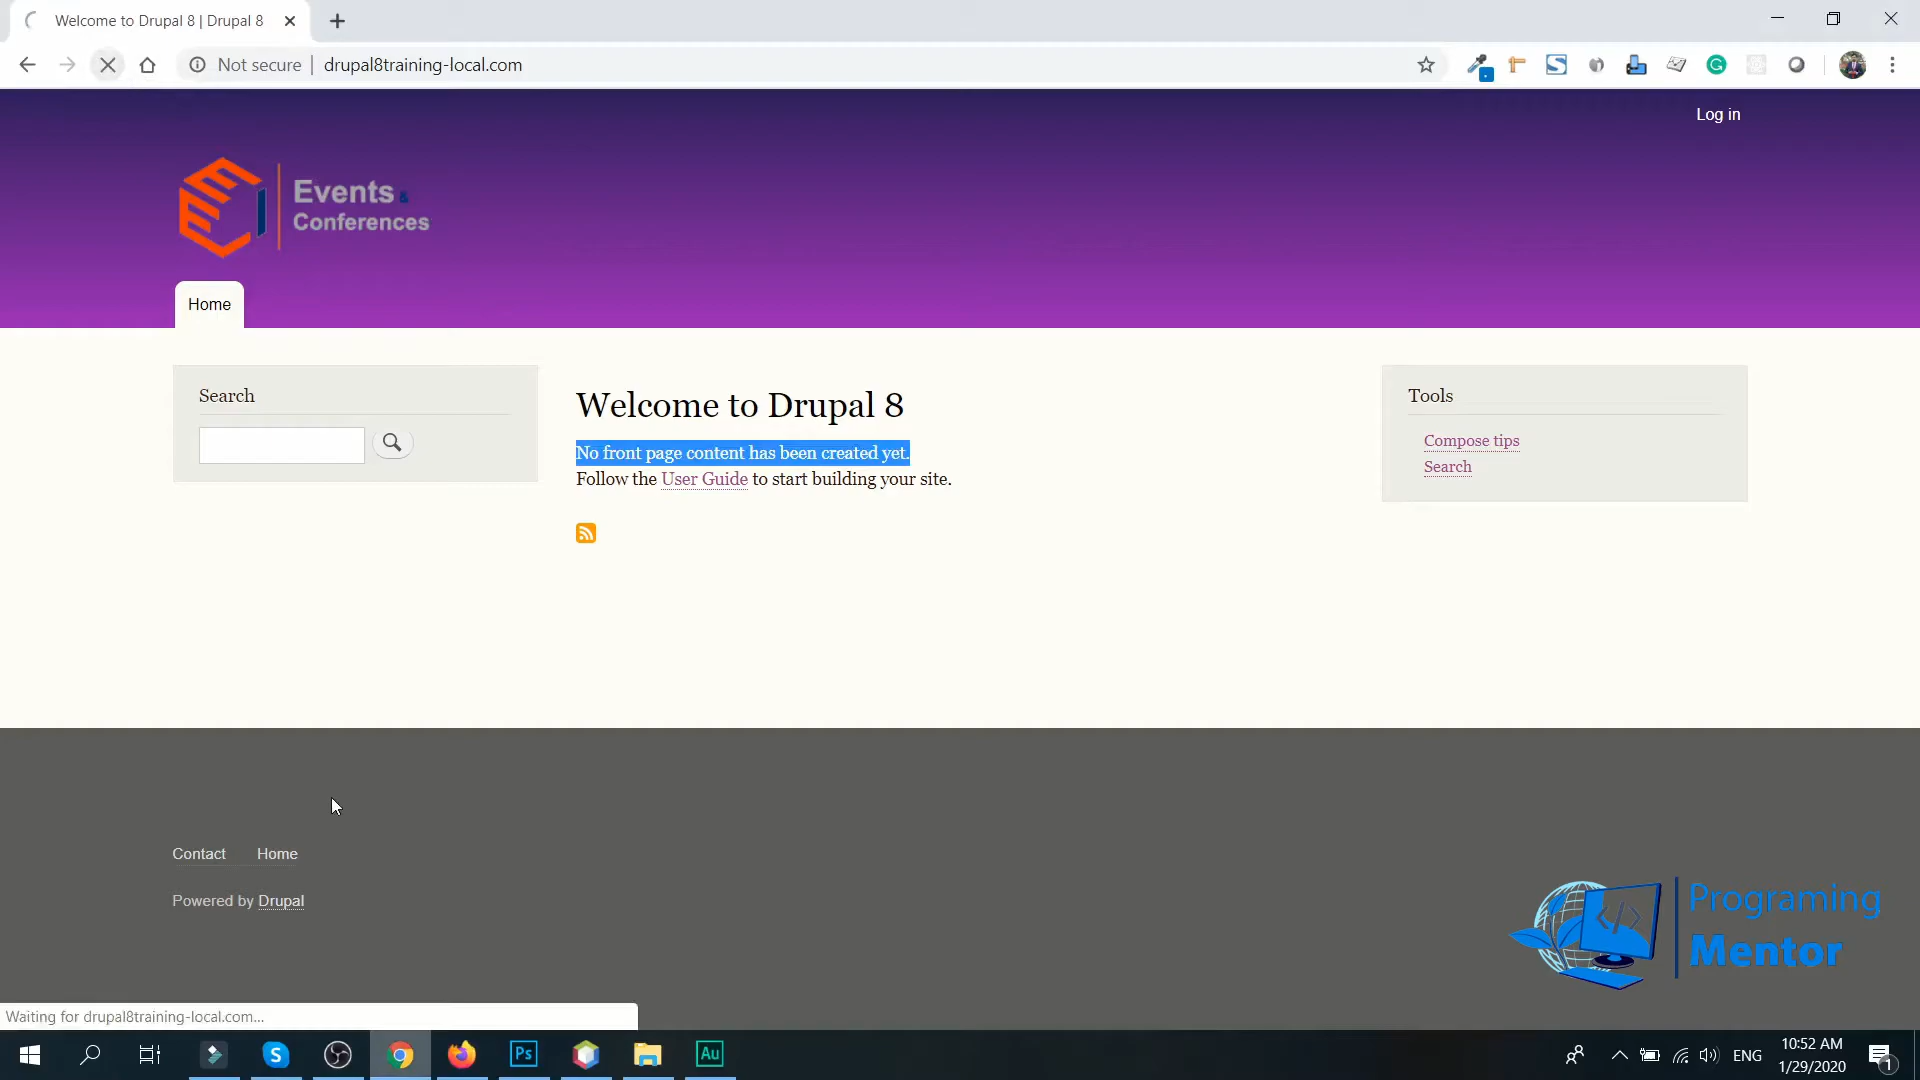 Welcome to Drupal 8 | Drupal 8
Not secure | drupal8training-local.com
Log in
Events &
Conferences
Home
Search
Welcome to Drupal 8
No front page content has been created yet.
Follow the User Guide to start building your site.
Tools
Compose tips
Search
Contact Home
Powered by Drupal
</> Programing
Mentor
Waiting for drupal8training-local.com...
Ps Au
ENG
10:52 AM
1/29/2020
1